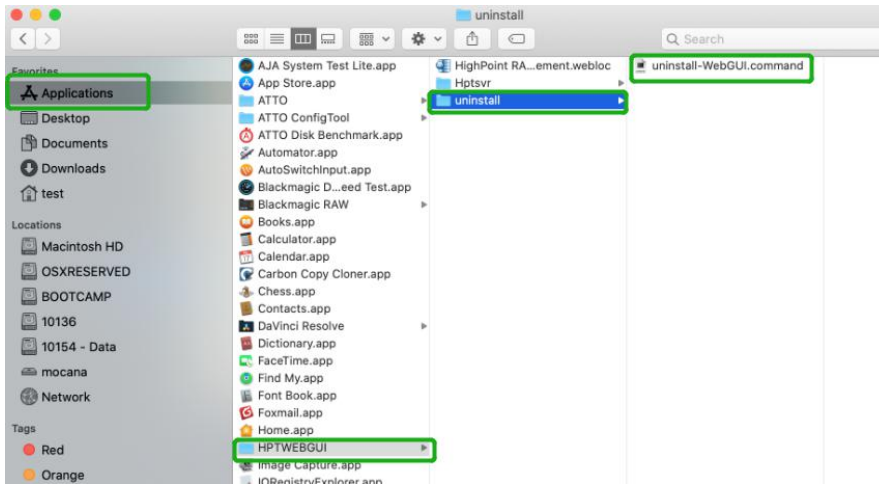 uninstall
Search
Favorites
Applications
Desktop
Documents
Downloads
test
Locations
Macintosh HD
OSXRESERVED
BOOTCAMP
10136
10154 - Data
mocana
Network
Tags
Red
Orange
AJA System Test Lite.app
App Store.app
ATTO
ATTO ConfigTool
ATTO Disk Benchmark.app
Automator.app
AutoSwitchInput.app
Blackmagic D...eed Test.app
Blackmagic RAW
Books.app
Calculator.app
Calendar.app
Carbon Copy Cloner.app
Chess.app
Contacts.app
DaVinci Resolve
Dictionary.app
FaceTime.app
Find My.app
Font Book.app
Foxmail.app
Home.app
HPTWEBGUI
Image Capture.app
IORegistryExplorer.app
HighPoint RA...ement.webloc
Hptsvr
uninstall
uninstall-WebGUI.command